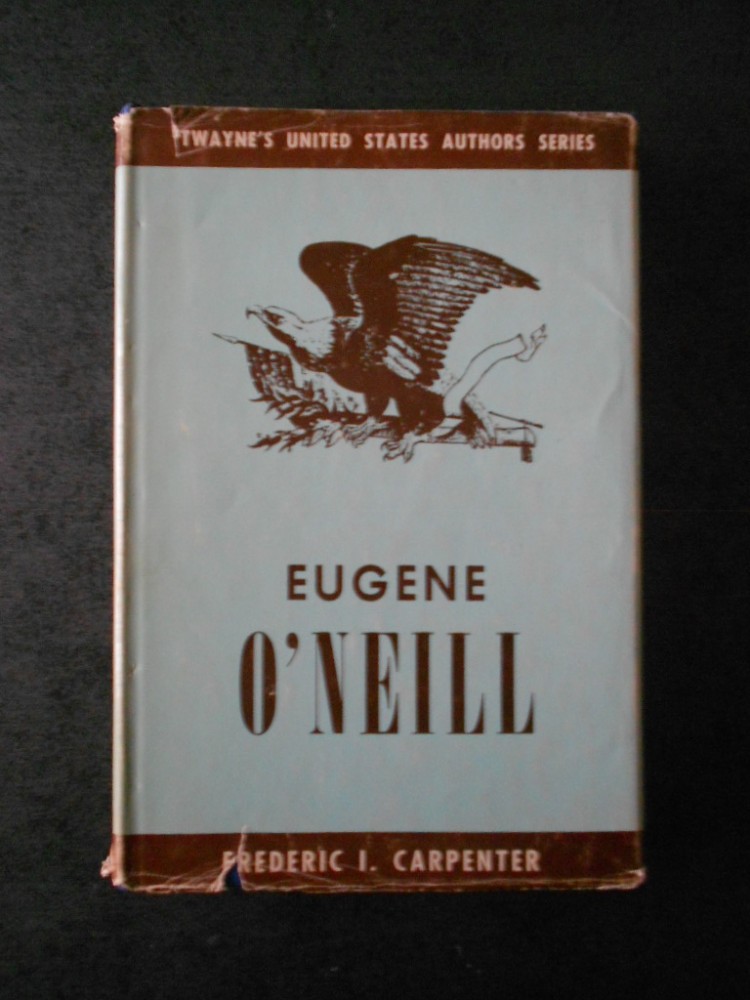 TWAYNE'S UNITED STATES AUTHORS SERIES
EUGENE
O'NEILL
FREDERIC I. CARPENTER